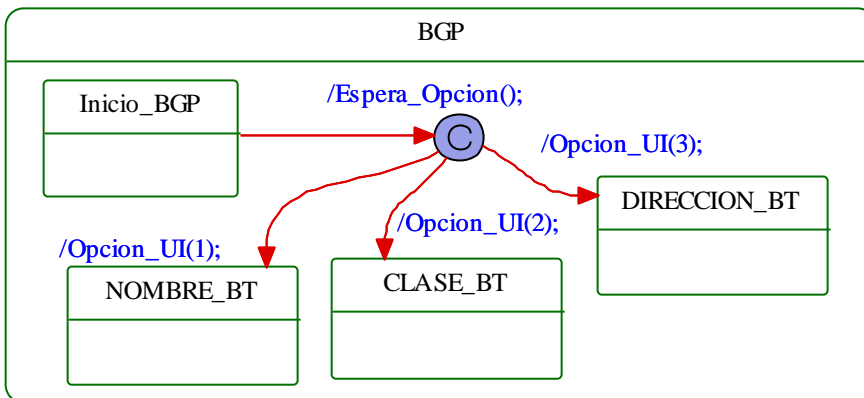 BGP
Inicio_BGP
/Espera_Opcion();
C
/Opcion_UI(3);
DIRECCION_BT
/Opcion_UI(2);
/Opcion_UI(1);
NOMBRE_BT
CLASE_BT